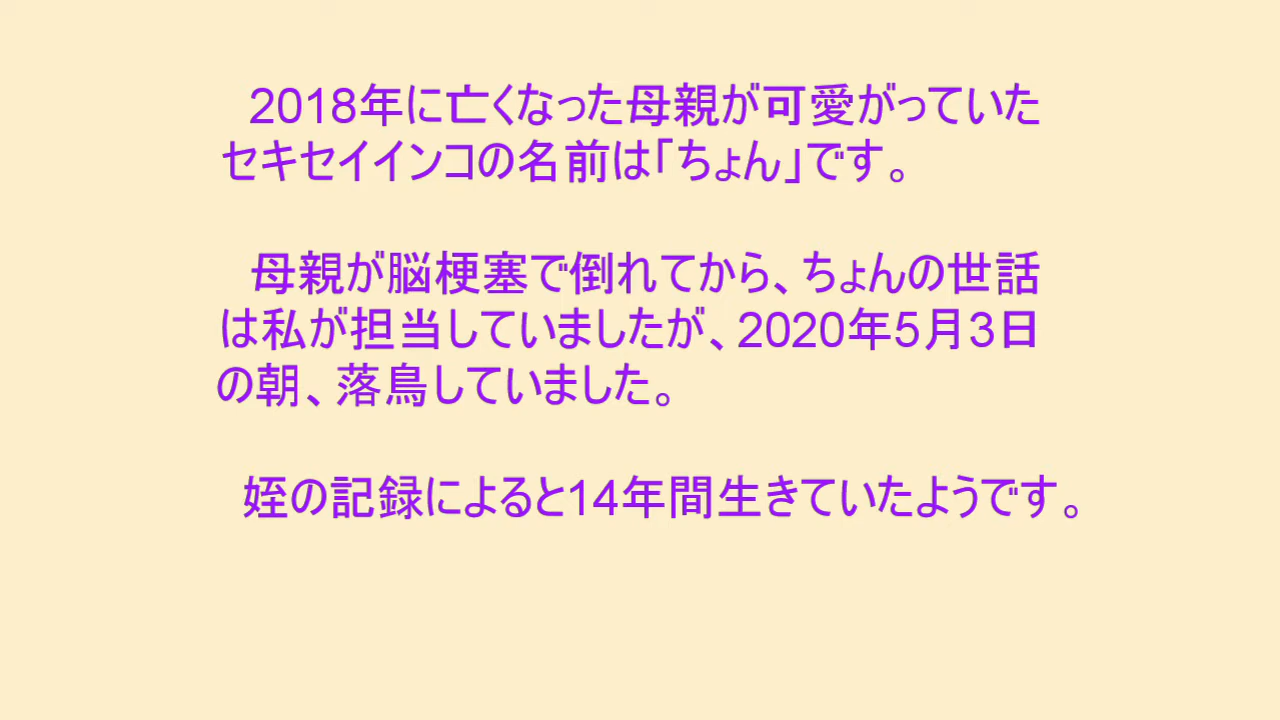 2018年に亡くなった母親が可愛がっていた
セキセイインコの名前は「ちょん」です。
母親が脳梗塞で倒れてから、ちょんの世話
は私が担当していましたが、2020年5月3日
の朝、落鳥していました。
姪の記録によると14年間生きていたようです。